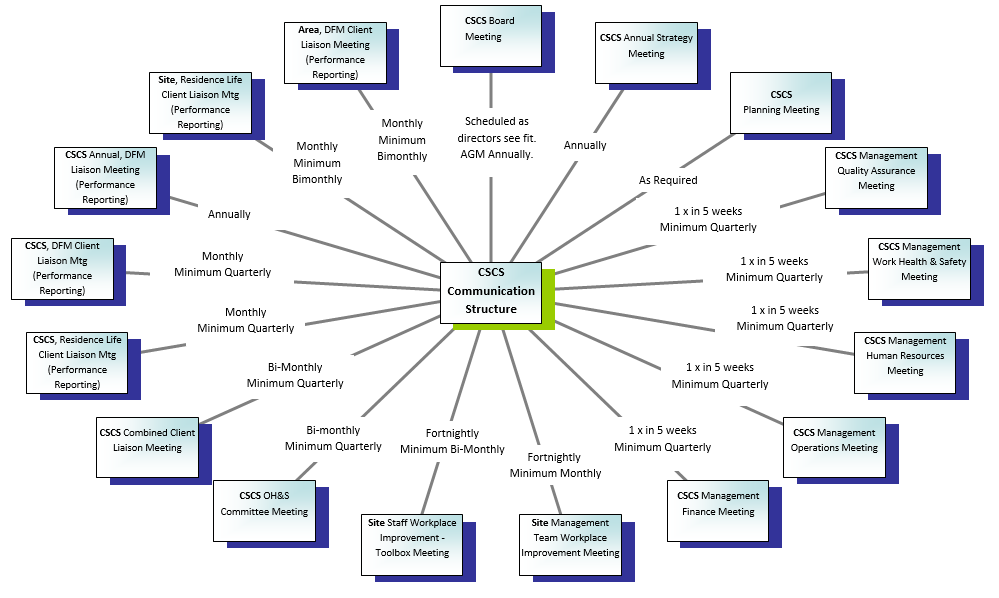 CSCS Board
Meeting
Area, DFM Client
Liaison Meeting
(Performance
Reporting)
CSCS Annual Strategy
Meeting
Site, Residence Life
Client Liaison Mtg
(Performance
Reporting)
CSCS
Planning Meeting
Monthly
Minimum
Bimonthly
Scheduled as
directors see fit.
AGM Annually.
Annually
Monthly
Minimum
Bimonthly
CSCS Annual, DFM
Liaison Meeting
(Performance
Reporting)
CSCS Management
Quality Assurance
Meeting
As Required
Annually
1 x in 5 weeks
Minimum Quarterly
CSCS, DFM Client
Liaison Mtg
(Performance
Reporting)
Monthly
Minimum Quarterly
CSCS
Communication
Structure
1 x in 5 weeks
Minimum Quarterly
CSCS Management
Work Health & Safety
Meeting
Monthly
Minimum Quarterly
1 x in 5 weeks
Minimum Quarterly
CSCS, Residence Life
Client Liaison Mtg
(Performance
Reporting)
CSCS Management
Human Resources
Meeting
Bi-Monthly
Minimum Quarterly
1 x in 5 weeks
Minimum Quarterly
CSCS Combined Client
Liaison Meeting
Bi-monthly
Minimum Quarterly
Fortnightly
Minimum Bi-Monthly
Fortnightly
Minimum Monthly
1 x in 5 weeks
Minimum Quarterly
CSCS Management
Operations Meeting
CSCS OH&S
Committee Meeting
Site Staff Workplace
Improvement -
Toolbox Meeting
Site Management
Team Workplace
Improvement Meeting
CSCS Management
Finance Meeting